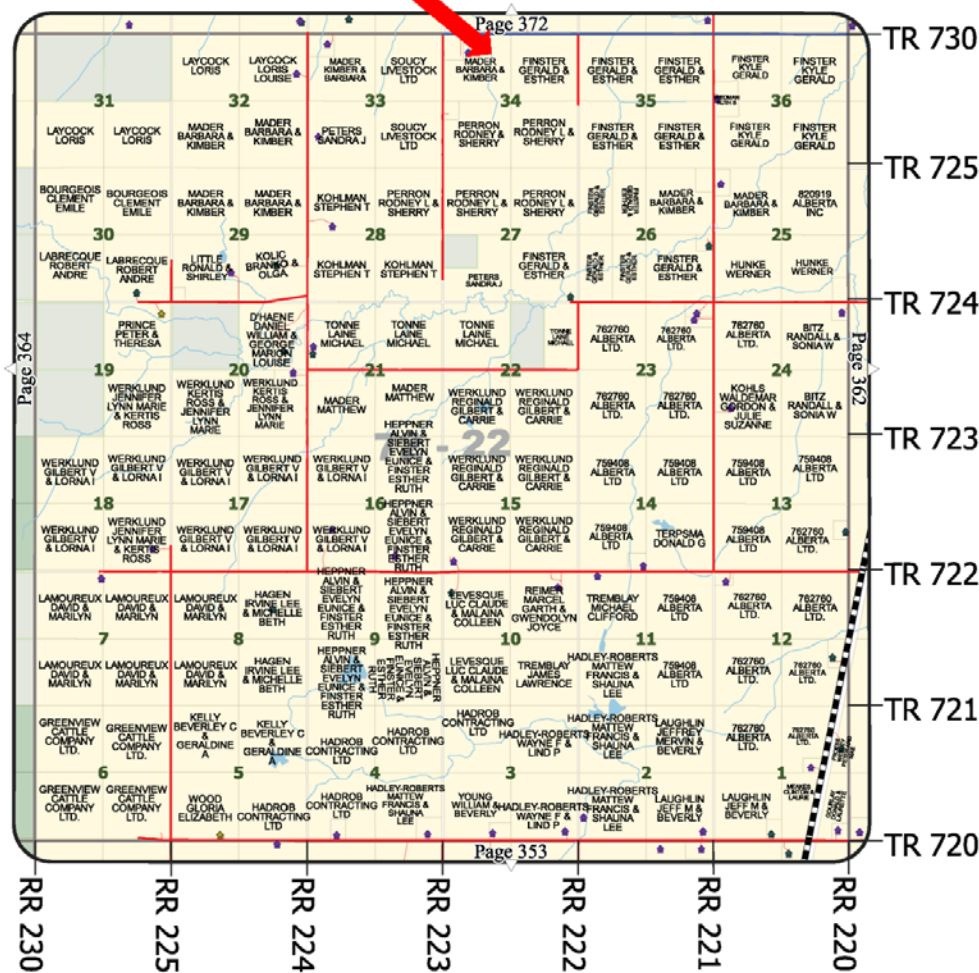 Page 372
TR 730
LAYCOCK
LORIS
LAYCOCK
LORIS
LOUISE
MADER
KIMBER &
BARBARA
SOUCY
LIVESTOCK
LTD
MADER
BARBARA &
KIMBER
FINSTER
GERALD &
ESTHER
FINSTER
GERALD &
ESTHER
FINSTER
GERALD &
ESTHER
FINSTER
KYLE
GERALD
FINSTER
KYLE
GERALD
31
32
33
34
35
36
LAYCOCK
LORIS
LAYCOCK
LORIS
MADER
BARBARA &
KIMBER
MADER
BARBARA &
KIMBER
PETERS
SANDRA J
SOUCY
LIVESTOCK
LTD
PERRON
RODNEY &
SHERRY
PERRON
RODNEY L &
SHERRY
FINSTER
GERALD &
ESTHER
FINSTER
GERALD &
ESTHER
FINSTER
KYLE
GERALD
FINSTER
KYLE
GERALD
TR 725
BOURGEOIS
CLEMENT
EMILE
BOURGEOIS
CLEMENT
EMILE
MADER
BARBARA &
KIMBER
MADER
BARBARA &
KIMBER
KOHLMAN
STEPHEN T
PERRON
RODNEY L &
SHERRY
PERRON
RODNEY L &
SHERRY
PERRON
RODNEY L &
SHERRY
MADER
BARBARA &
KIMBER
MADER
BARBARA &
KIMBER
820919
ALBERTA
INC
30
29
28
27
26
25
LABRECQUE
ROBERT
ANDRE
LABRECQUE
ROBERT
ANDRE
LITTLE
RONALD &
SHIRLEY
KOLIC
BRANKO &
OLGA
KOHLMAN
STEPHEN T
KOHLMAN
STEPHEN T
PETERS
SANDRA J
FINSTER
GERALD &
ESTHER
FINSTER
GERALD &
ESTHER
HUNKE
WERNER
HUNKE
WERNER
TR 724
PRINCE
PETER &
THERESA
D'HAENE
DANIEL
WILLIAM &
GEORGE
MARION
LOUISE
TONNE
LAINE
MICHAEL
TONNE
LAINE
MICHAEL
TONNE
LAINE
MICHAEL
TONNE
LAINE
MICHAEL
762760
ALBERTA
LTD.
762760
ALBERTA
LTD.
762760
ALBERTA
LTD.
BITZ
RANDALL &
SONIA W
Page 364
Page 362
19
20
21
22
23
24
WERKLUND
JENNIFER
LYNN MARIE
& KERTIS
ROSS
WERKLUND
KERTIS
ROSS &
JENNIFER
LYNN
MARIE
WERKLUND
KERTIS
ROSS &
JENNIFER
LYNN
MARIE
MADER
MATTHEW
MADER
MATTHEW
WERKLUND
REGINALD
GILBERT &
CARRIE
WERKLUND
REGINALD
GILBERT &
CARRIE
762760
ALBERTA
LTD.
762760
ALBERTA
LTD.
KOHLS
WALDEMAR
GORDON &
JULIE
SUZANNE
BITZ
RANDALL &
SONIA W
- 22
TR 723
WERKLUND
GILBERT V
& LORNA I
WERKLUND
GILBERT V
& LORNA I
WERKLUND
GILBERT V
& LORNA I
WERKLUND
GILBERT V
& LORNA I
WERKLUND
GILBERT V
& LORNA I
HEPPNER
ALVIN &
SIEBERT
EVELYN
EUNICE &
FINSTER
ESTHER
RUTH
WERKLUND
REGINALD
GILBERT &
CARRIE
WERKLUND
REGINALD
GILBERT &
CARRIE
759408
ALBERTA
LTD
759408
ALBERTA
LTD
759408
ALBERTA
LTD
759408
ALBERTA
LTD
18
17
16
15
14
13
WERKLUND
GILBERT V
& LORNA I
WERKLUND
JENNIFER
LYNN MARIE
& KERTIS
ROSS
WERKLUND
GILBERT V
& LORNA I
WERKLUND
GILBERT V
& LORNA I
WERKLUND
GILBERT V
& LORNA I
HEPPNER
ALVIN &
SIEBERT
EVELYN
EUNICE &
FINSTER
ESTHER
RUTH
WERKLUND
REGINALD
GILBERT &
CARRIE
WERKLUND
REGINALD
GILBERT &
CARRIE
759408
ALBERTA
LTD
TERPSMA
DONALD G
759408
ALBERTA
LTD
762760
ALBERTA
LTD.
TR 722
LAMOUREUX
DAVID &
MARILYN
LAMOUREUX
DAVID &
MARILYN
LAMOUREUX
DAVID &
MARILYN
HAGEN
IRVINE LEE
& MICHELLE
BETH
HEPPNER
ALVIN &
SIEBERT
EVELYN
EUNICE &
FINSTER
ESTHER
RUTH
HEPPNER
ALVIN &
SIEBERT
EVELYN
EUNICE &
FINSTER
ESTHER
RUTH
LEVESQUE
LUC CLAUDE
& MALAINA
COLLEEN
REIMER
MARCEL
GARTH &
GWENDOLYN
JOYCE
TREMBLAY
MICHAEL
CLIFFORD
759408
ALBERTA
LTD
762760
ALBERTA
LTD.
762760
ALBERTA
LTD.
7
8
9
10
11
12
LAMOUREUX
DAVID &
MARILYN
LAMOUREUX
DAVID &
MARILYN
LAMOUREUX
DAVID &
MARILYN
HAGEN
IRVINE LEE
& MICHELLE
BETH
HEPPNER
ALVIN &
SIEBERT
EVELYN
EUNICE &
FINSTER
ESTHER
RUTH
HEPPNER
ALVIN &
SIEBERT
EVELYN
EUNICE &
FINSTER
ESTHER
RUTH
LEVESQUE
LUC CLAUDE
& MALAINA
COLLEEN
TREMBLAY
JAMES
LAWRENCE
HADLEY-ROBERTS
MATTEW
FRANCIS &
SHAUNA
LEE
759408
ALBERTA
LTD
762760
ALBERTA
LTD.
762760
ALBERTA
LTD.
TR 721
GREENVIEW
CATTLE
COMPANY
LTD.
GREENVIEW
CATTLE
COMPANY
LTD.
KELLY
BEVERLEY C
&
GERALDINE
A
KELLY
BEVERLEY C
&
GERALDINE
A
HADROB
CONTRACTING
LTD
HADROB
CONTRACTING
LTD
HADROB
CONTRACTING
LTD
HADLEY-ROBERTS
WAYNE F &
LIND P
HADLEY-ROBERTS
MATTEW
FRANCIS &
SHAUNA
LEE
LAUGHLIN
JEFFREY
MERVIN &
BEVERLY
762760
ALBERTA
LTD.
762760
ALBERTA
LTD.
6
5
4
3
2
1
GREENVIEW
CATTLE
COMPANY
LTD.
GREENVIEW
CATTLE
COMPANY
LTD.
WOOD
GLORIA
ELIZABETH
HADROB
CONTRACTING
LTD
HADROB
CONTRACTING
LTD
HADLEY-ROBERTS
MATTEW
FRANCIS &
SHAUNA
LEE
YOUNG
WILLIAM &
BEVERLY
HADLEY-ROBERTS
WAYNE F &
LIND P
HADLEY-ROBERTS
MATTEW
FRANCIS &
SHAUNA
LEE
LAUGHLIN
JEFF M &
BEVERLY
LAUGHLIN
JEFF M &
BEVERLY
TR 720
Page 353
RR 230
RR 225
RR 224
RR 223
RR 222
RR 221
RR 220